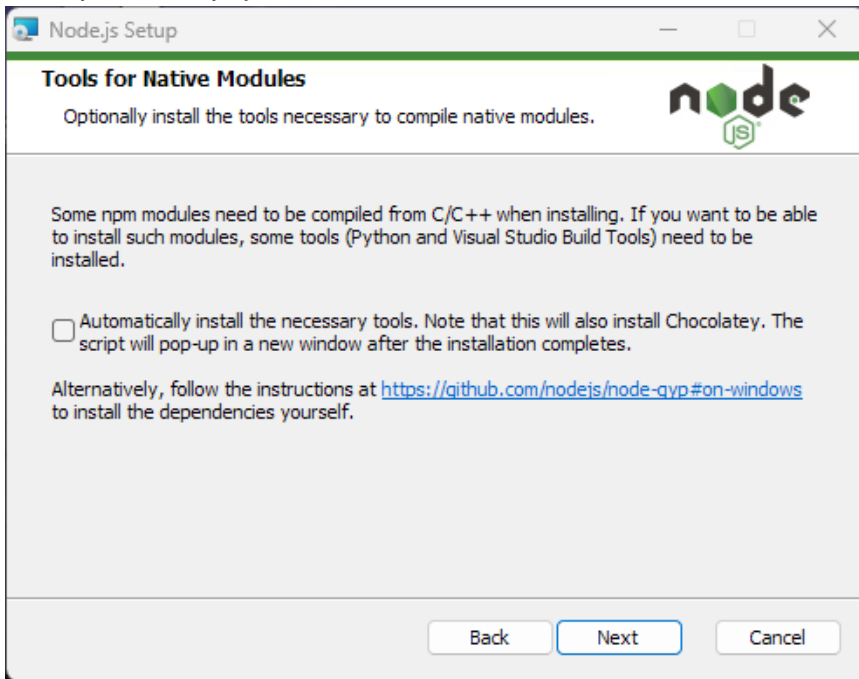 Node.js Setup
Tools for Native Modules
Optionally install the tools necessary to compile native modules.
node
JS
Some npm modules need to be compiled from C/C++ when installing. If you want to be able
to install such modules, some tools (Python and Visual Studio Build Tools) need to be
installed.
Automatically install the necessary tools. Note that this will also install Chocolatey. The
script will pop-up in a new window after the installation completes.
Alternatively, follow the instructions at https://github.com/nodejs/node-gyp#on-windows
to install the dependencies yourself.
Back Next Cancel